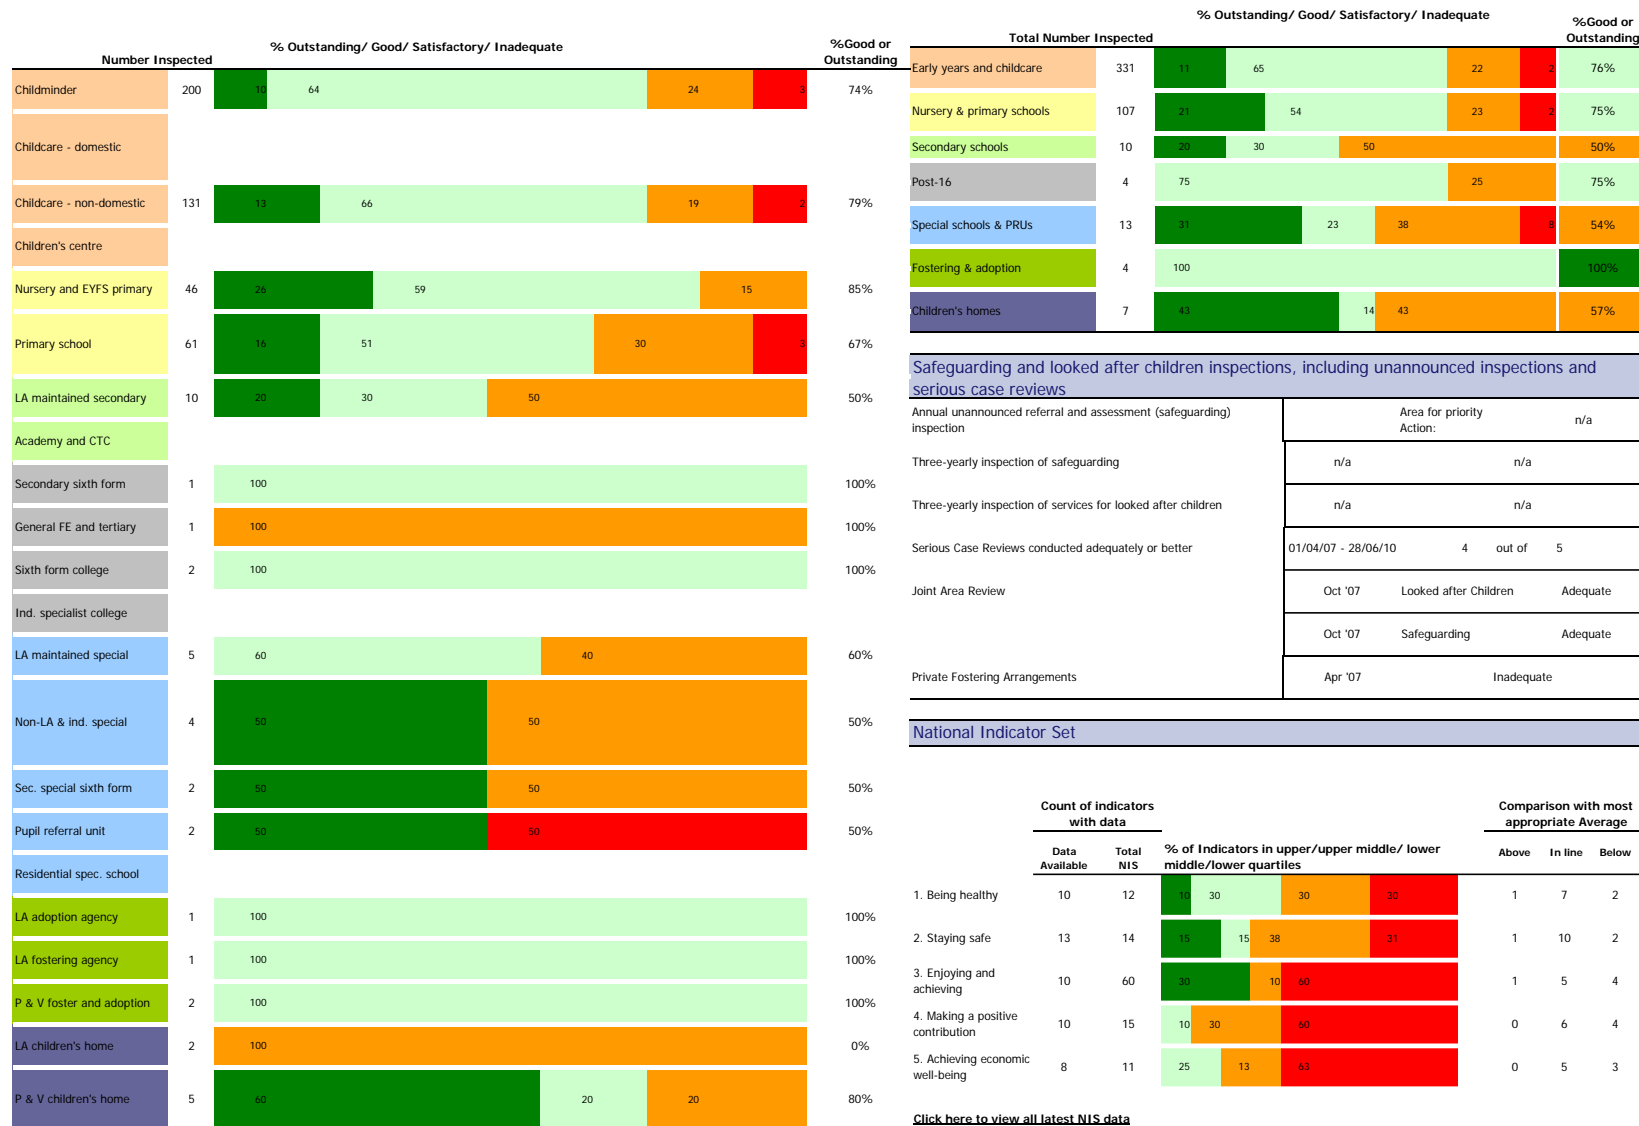 % Outstanding/ Good/ Satisfactory/ Inadequate
Number Inspected
%Good or
Outstanding
Childminder 200 10 64 24 3 74%
Childcare - domestic
Childcare - non-domestic 131 13 66 19 2 79%
Children's centre
Nursery and EYFS primary 46 26 59 15 85%
Primary school 61 16 51 30 3 67%
LA maintained secondary 10 20 30 50 50%
Academy and CTC
Secondary sixth form 1 100 100%
General FE and tertiary 1 100 100%
Sixth form college 2 100 100%
Ind. specialist college
LA maintained special 5 60 40 60%
Non-LA & ind. special 4 50 50 50%
Sec. special sixth form 2 50 50 50%
Pupil referral unit 2 50 50 50%
Residential spec. school
LA adoption agency 1 100 100%
LA fostering agency 1 100 100%
P & V foster and adoption 2 100 100%
LA children's home 2 100 0%
P & V children's home 5 60 20 20 80%
% Outstanding/ Good/ Satisfactory/ Inadequate
Total Number Inspected
%Good or
Outstanding
Early years and childcare 331 11 65 22 2 76%
Nursery & primary schools 107 21 54 23 2 75%
Secondary schools 10 20 30 50 50%
Post-16 4 75 25 75%
Special schools & PRUs 13 31 23 38 8 54%
Fostering & adoption 4 100 100%
Children's homes 7 43 14 43 57%
Safeguarding and looked after children inspections, including unannounced inspections and
serious case reviews
Annual unannounced referral and assessment (safeguarding)
inspection
Area for priority
Action:
n/a
Three-yearly inspection of safeguarding n/a n/a
Three-yearly inspection of services for looked after children n/a n/a
Serious Case Reviews conducted adequately or better 01/04/07 - 28/06/10 4 out of 5
Joint Area Review Oct '07 Looked after Children Adequate
Oct '07 Safeguarding Adequate
Private Fostering Arrangements Apr '07 Inadequate
National Indicator Set
Count of indicators
with data
Comparison with most
appropriate Average
Data
Available
Total
NIS
% of Indicators in upper/upper middle/ lower
middle/lower quartiles
Above In line Below
1. Being healthy 10 12 10 30 30 30 1 7 2
2. Staying safe 13 14 15 15 38 31 1 10 2
3. Enjoying and
achieving 10 60 30 10 60 1 5 4
4. Making a positive
contribution 10 15 10 30 60 0 6 4
5. Achieving economic
well-being 8 11 25 13 63 0 5 3
Click here to view all latest NIS data